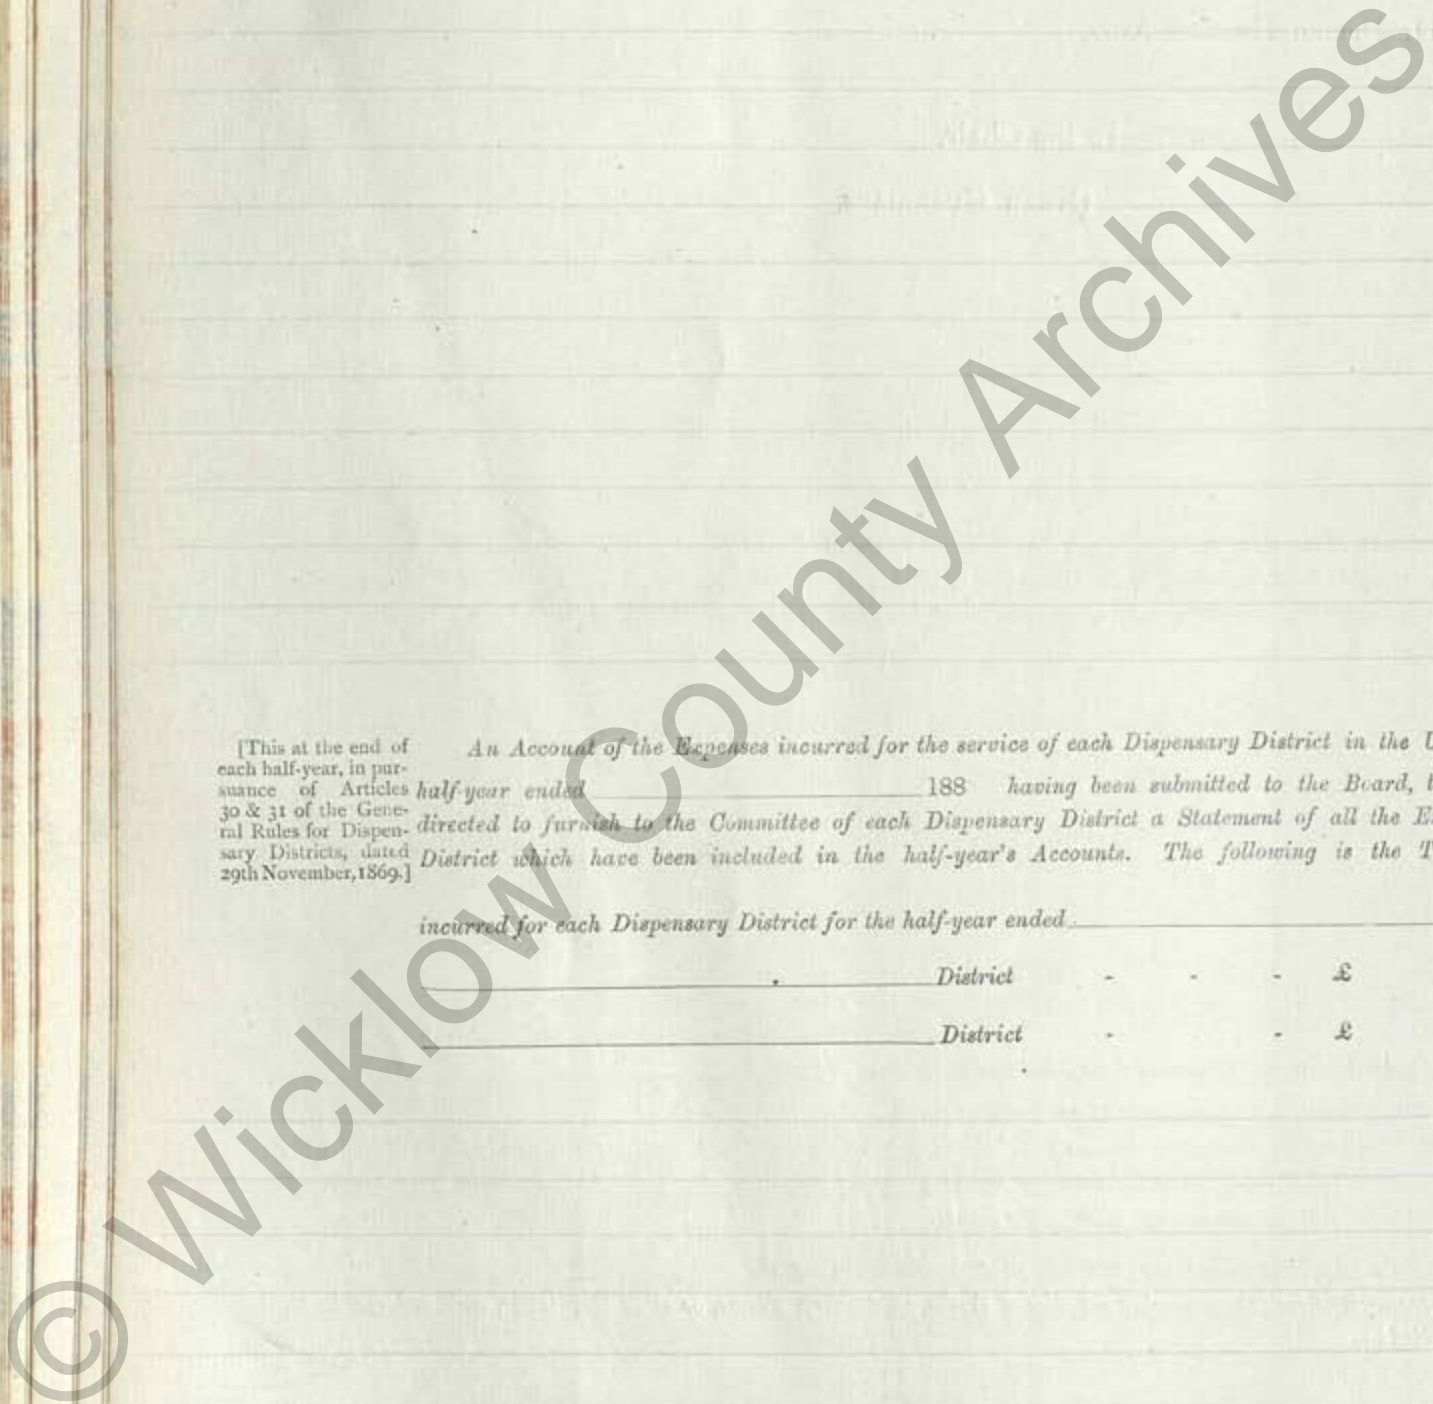 [This at the end of
each half-year, in pur-
suance of Articles
30 & 31 of the Gene-
ral Rules for Dispen-
sary Districts, dated
29th November, 1869.]
An Account of the Expenses incurred for the service of each Dispensary District in the U
half-year ended 188 having been submitted to the Board, t
directed to furnish to the Committee of each Dispensary District a Statement of all the E
District which have been included in the half-year's Accounts. The following is the T
incurred for each Dispensary District for the half-year ended
District - - - £
District - - £
© Wicklow County Archives